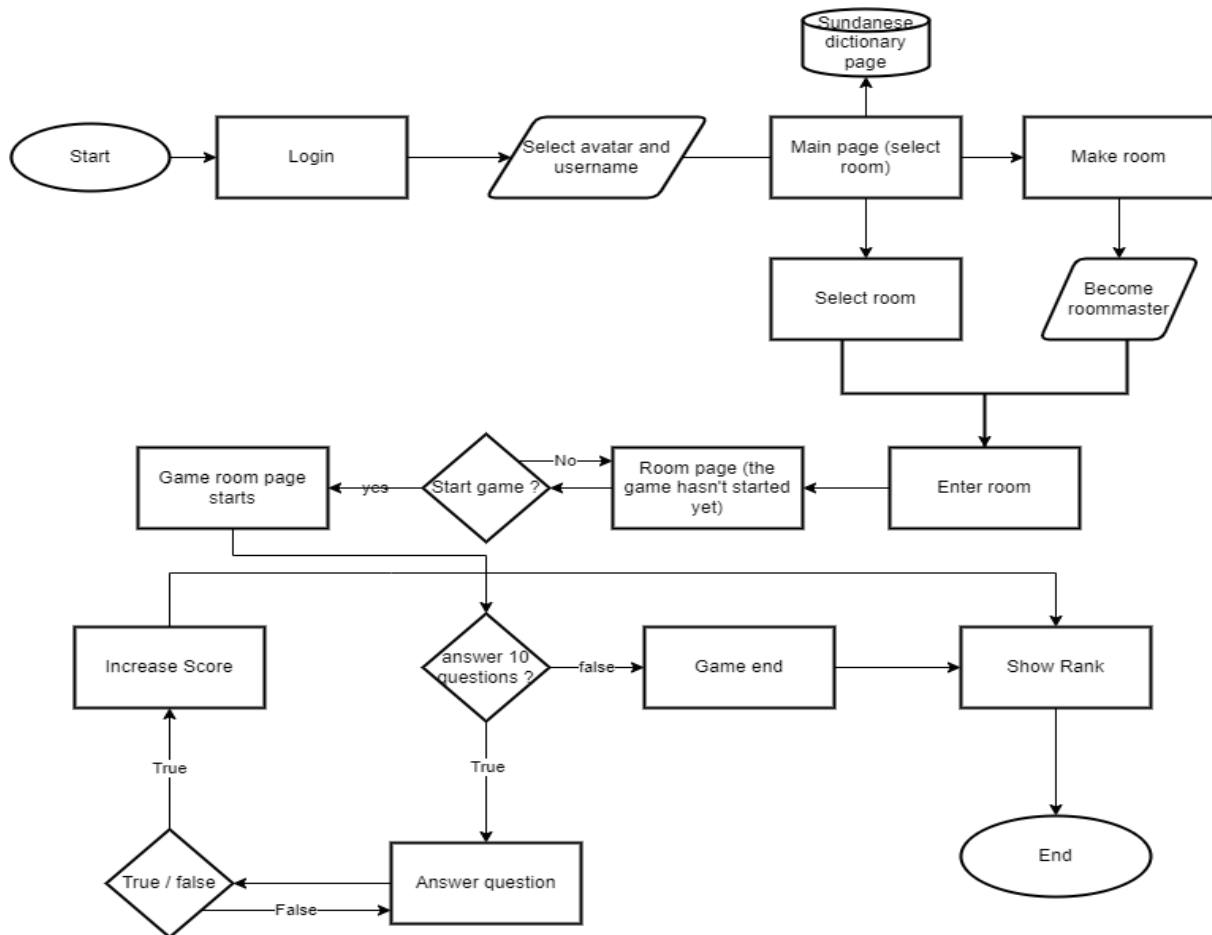 Sundanese
dictionary
page
Start
Login
Select avatar and
username
Main page (select
room)
Make room
Select room
Become
roommaster
Game room page
starts
yes
Start game ?
No
Room page (the
game hasn't started
yet)
Enter room
Increase Score
answer 10
questions ?
false
Game end
Show Rank
True
True
True / false
False
Answer question
End